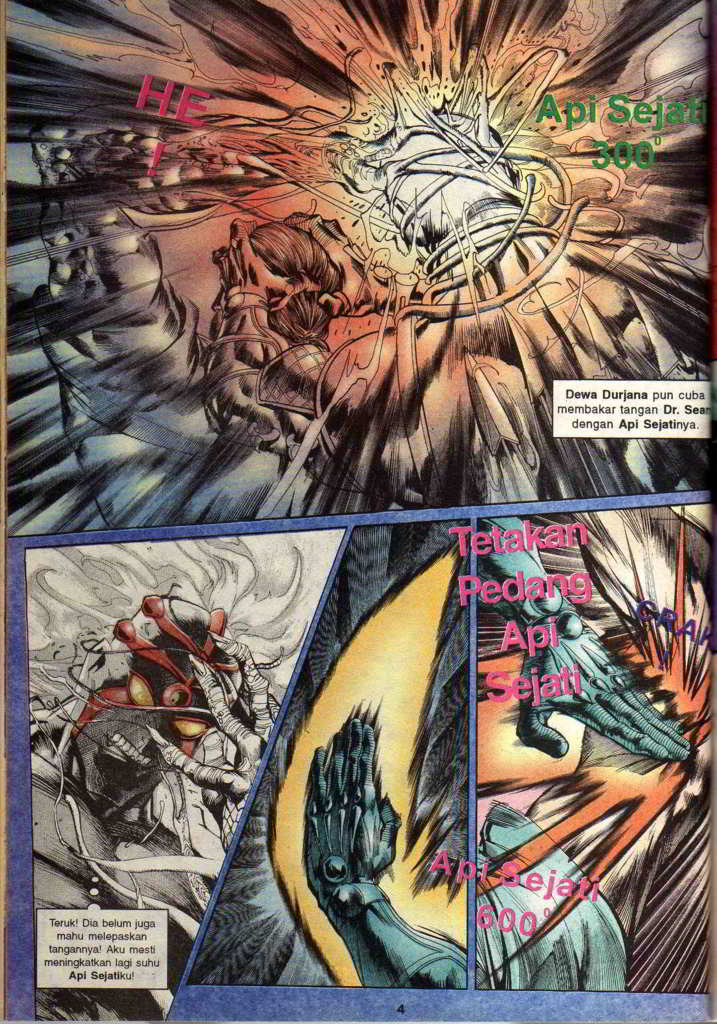 HE
!
Api Sejati
300°
Dewa Durjana pun cuba
membakar tangan Dr. Sean
dengan Api Sejatinya.
Tetakan
Pedang
Api
Sejati
CRAK
!
Api Sejati
600°
Teruk! Dia belum juga
mahu melepaskan
tangannya! Aku mesti
meningkatkan lagi suhu
Api Sejatiku!
4